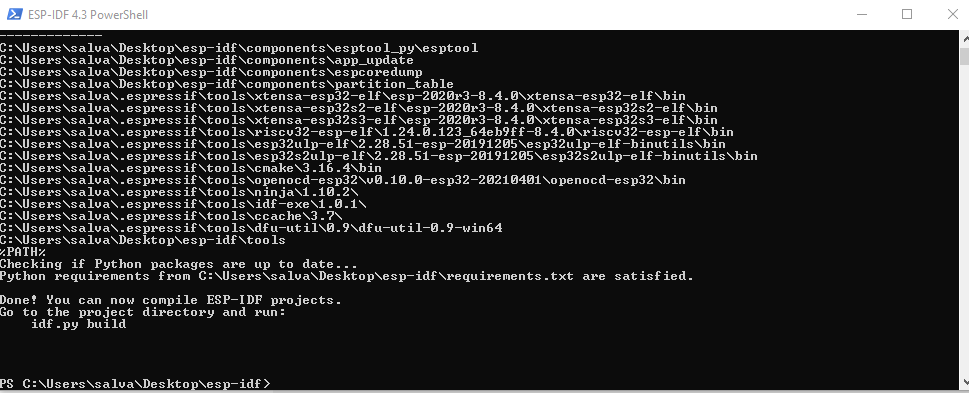 ESP-IDF 4.3 PowerShell
-------------
C:\Users\salva\Desktop\esp-idf\components\esptool_py\esptool
C:\Users\salva\Desktop\esp-idf\components\app_update
C:\Users\salva\Desktop\esp-idf\components\espcoredump
C:\Users\salva\Desktop\esp-idf\components\partition_table
C:\Users\salva\.espressif\tools\xtensa-esp32-elf\esp-2020r3-8.4.0\xtensa-esp32-elf\bin
C:\Users\salva\.espressif\tools\xtensa-esp32s2-elf\esp-2020r3-8.4.0\xtensa-esp32s2-elf\bin
C:\Users\salva\.espressif\tools\xtensa-esp32s3-elf\esp-2020r3-8.4.0\xtensa-esp32s3-elf\bin
C:\Users\salva\.espressif\tools\riscv32-esp-elf\1.24.0.123_64eb9ff-8.4.0\riscv32-esp-elf\bin
C:\Users\salva\.espressif\tools\esp32ulp-elf\2.28.51-esp-20191205\esp32ulp-elf-binutils\bin
C:\Users\salva\.espressif\tools\esp32s2ulp-elf\2.28.51-esp-20191205\esp32s2ulp-elf-binutils\bin
C:\Users\salva\.espressif\tools\cmake\3.16.4\bin
C:\Users\salva\.espressif\tools\openocd-esp32\v0.10.0-esp32-20210401\openocd-esp32\bin
C:\Users\salva\.espressif\tools\ninja\1.10.2\
C:\Users\salva\.espressif\tools\idf-exe\1.0.1\
C:\Users\salva\.espressif\tools\ccache\3.7\
C:\Users\salva\.espressif\tools\dfu-util\0.9\dfu-util-0.9-win64
C:\Users\salva\Desktop\esp-idf\tools
%PATH%
Checking if Python packages are up to date...
Python requirements from C:\Users\salva\Desktop\esp-idf\requirements.txt are satisfied.
Done! You can now compile ESP-IDF projects.
Go to the project directory and run:
idf.py build
PS C:\Users\salva\Desktop\esp-idf>